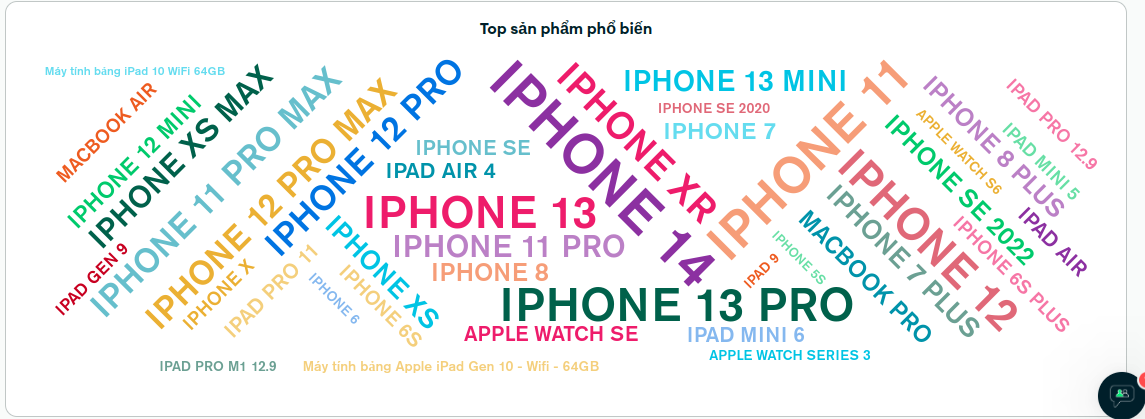 Top sản phẩm phổ biến
Máy tính bảng iPad 10 WiFi 64GB
MACBOOK AIR
IPHONE 12 MINI
IPHONE XS MAX
IPHONE 11 PRO MAX
IPHONE 12 PRO MAX
IPHONE 12 PRO
IPHONE SE
IPAD AIR 4
IPHONE 13
IPHONE 11 PRO
IPHONE 8
IPHONE 14
IPHONE XR
IPHONE 13 MINI
IPHONE SE 2020
IPHONE 7
IPHONE 11
IPHONE 8 PLUS
IPAD PRO 12.9
APPLE WATCH S6
IPAD MINI 5
IPHONE SE 2022
IPHONE 12
IPAD AIR
IPHONE 7 PLUS
IPHONE 6S PLUS
MACBOOK PRO
IPHONE 5S
IPAD 9
IPAD GEN 9
IPHONE X
IPAD PRO 11
IPHONE 6
IPHONE XS
IPHONE 6S
IPHONE 13 PRO
APPLE WATCH SE
IPAD MINI 6
APPLE WATCH SERIES 3
IPAD PRO M1 12.9
Máy tính bảng Apple iPad Gen 10 - Wifi - 64GB